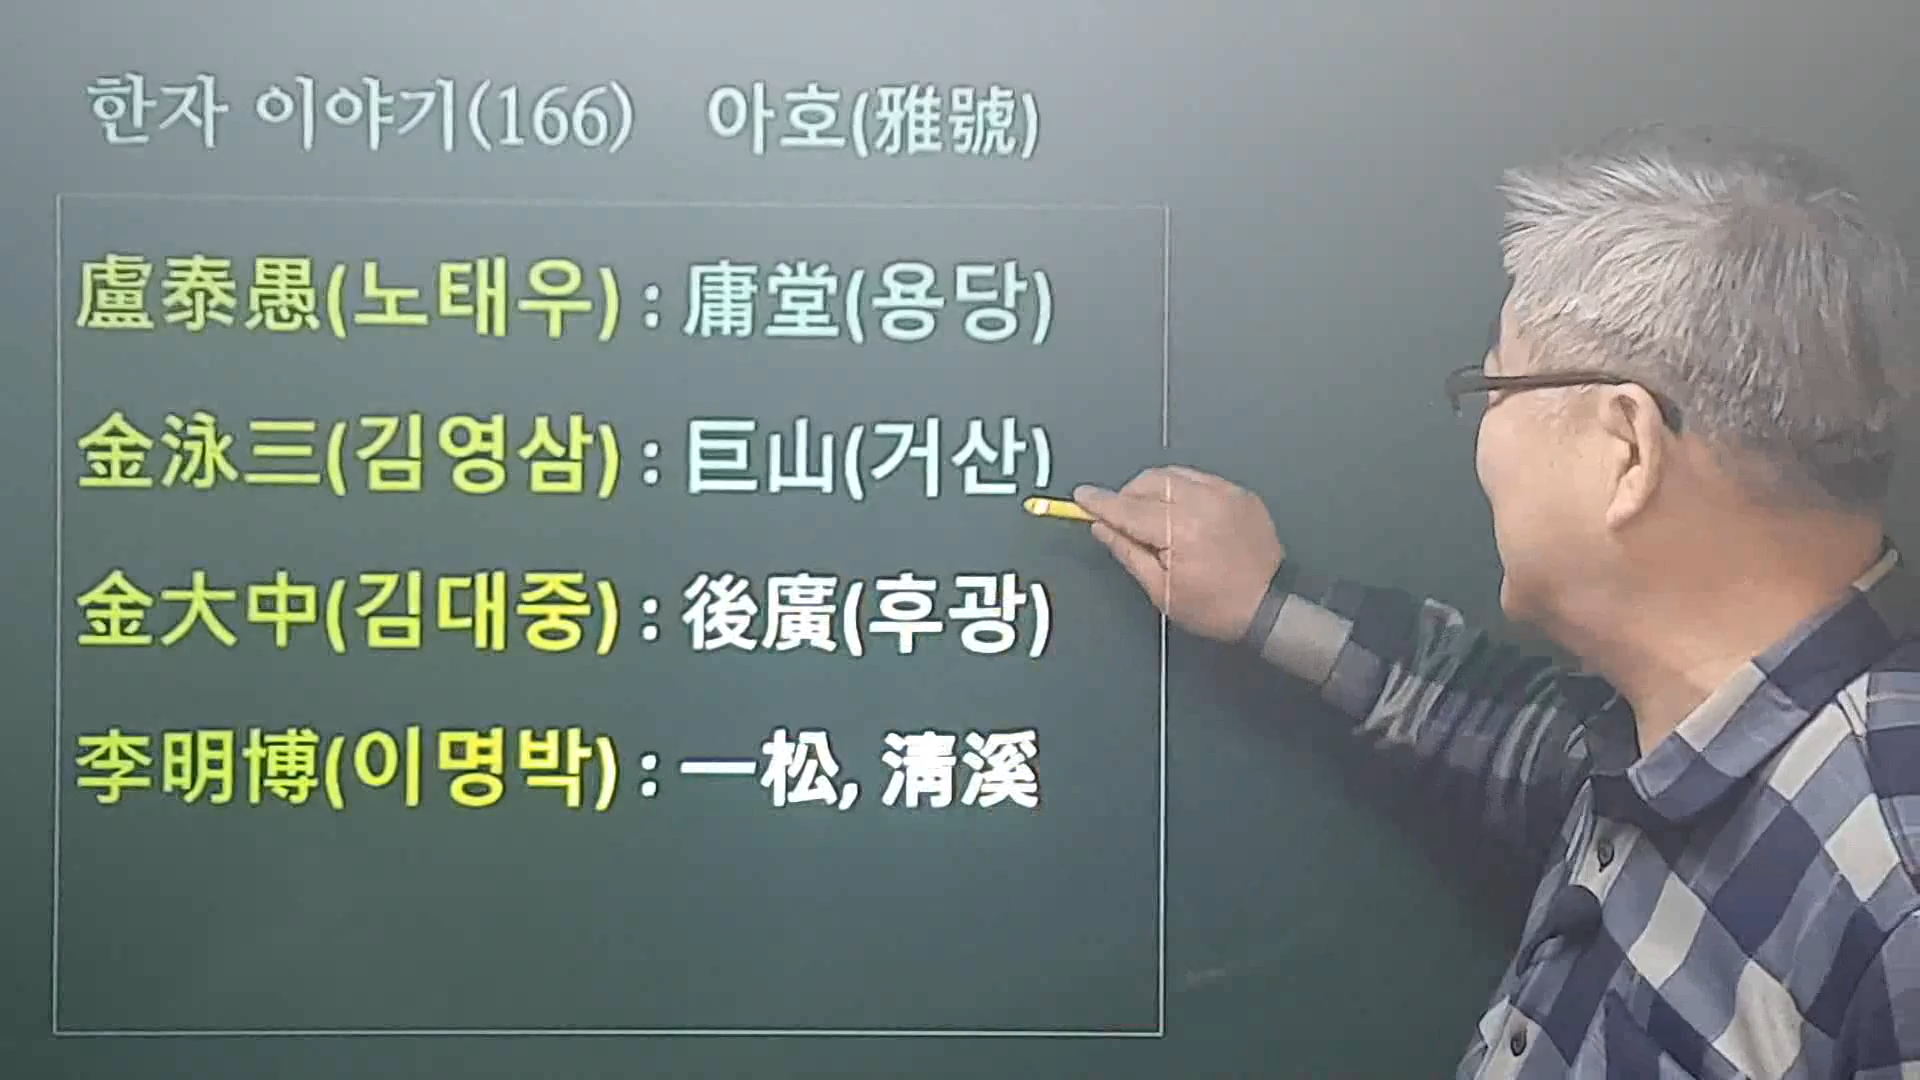 한자 이야기(166) 아호(雅號)
盧泰愚(노태우) : 庸堂(용당)
金泳三(김영삼) : 巨山(거산)
金大中(김대중) : 後廣(후광)
李明博(이명박) : 一松, 淸溪